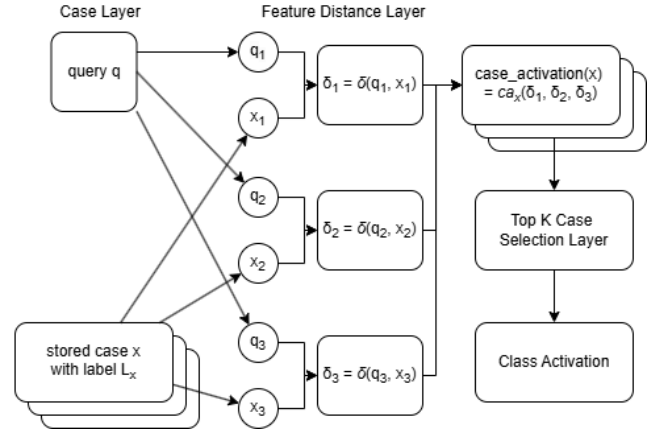 Case Layer
Feature Distance Layer
query q
q₁
x₁
δ₁ = δ(q₁, x₁)
case_activation(x)
= caₓ(δ₁, δ₂, δ₃)
q₂
x₂
δ₂ = δ(q₂, x₂)
Top K Case
Selection Layer
stored case x
with label Lₓ
q₃
x₃
δ₃ = δ(q₃, x₃)
Class Activation